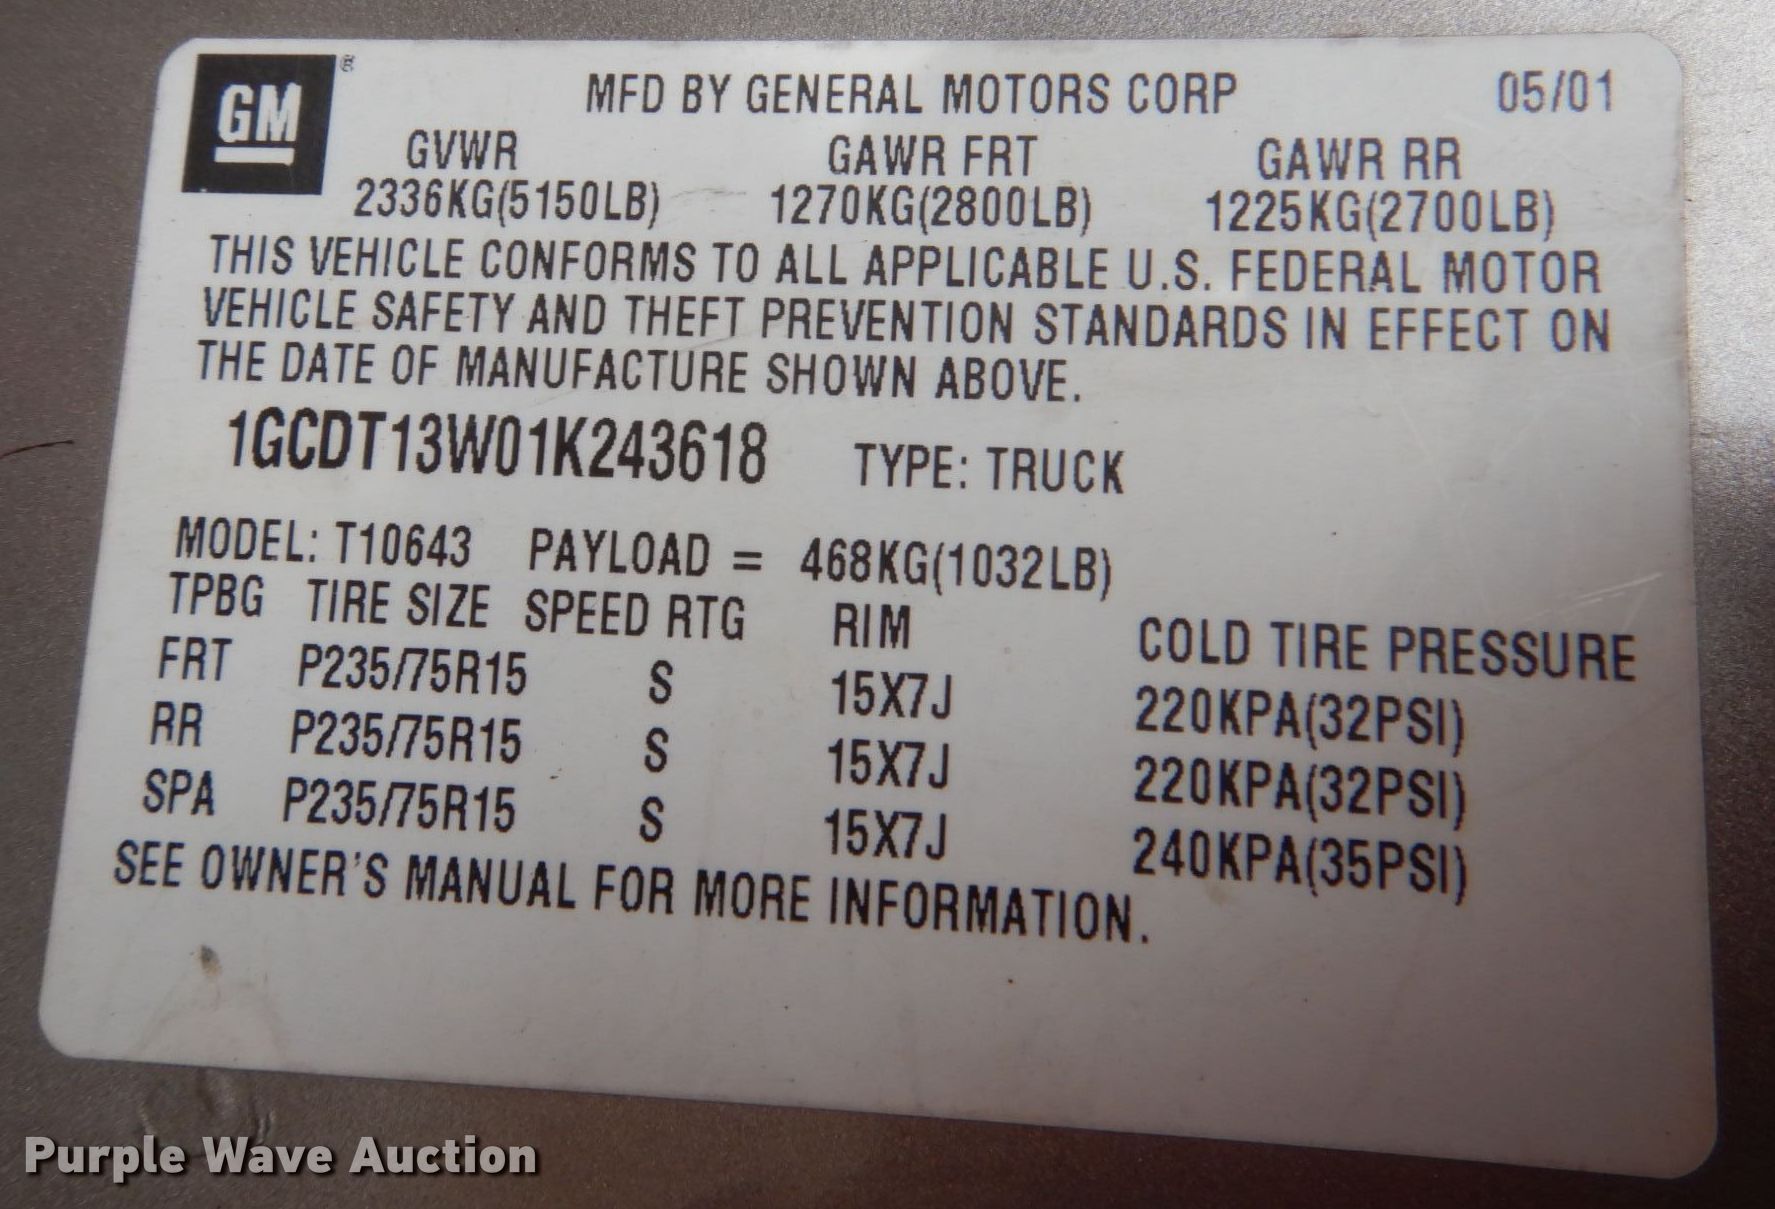 GM ®
MFD BY GENERAL MOTORS CORP 05/01
GVWR GAWR FRT GAWR RR
2336KG(5150LB) 1270KG(2800LB) 1225KG(2700LB)
THIS VEHICLE CONFORMS TO ALL APPLICABLE U.S. FEDERAL MOTOR
VEHICLE SAFETY AND THEFT PREVENTION STANDARDS IN EFFECT ON
THE DATE OF MANUFACTURE SHOWN ABOVE.
1GCDT13W01K243618 TYPE: TRUCK
MODEL: T10643 PAYLOAD = 468KG(1032LB)
TPBG TIRE SIZE SPEED RTG RIM COLD TIRE PRESSURE
FRT P235/75R15 S 15X7J 220KPA(32PSI)
RR P235/75R15 S 15X7J 220KPA(32PSI)
SPA P235/75R15 S 15X7J 240KPA(35PSI)
SEE OWNER'S MANUAL FOR MORE INFORMATION.
Purple Wave Auction